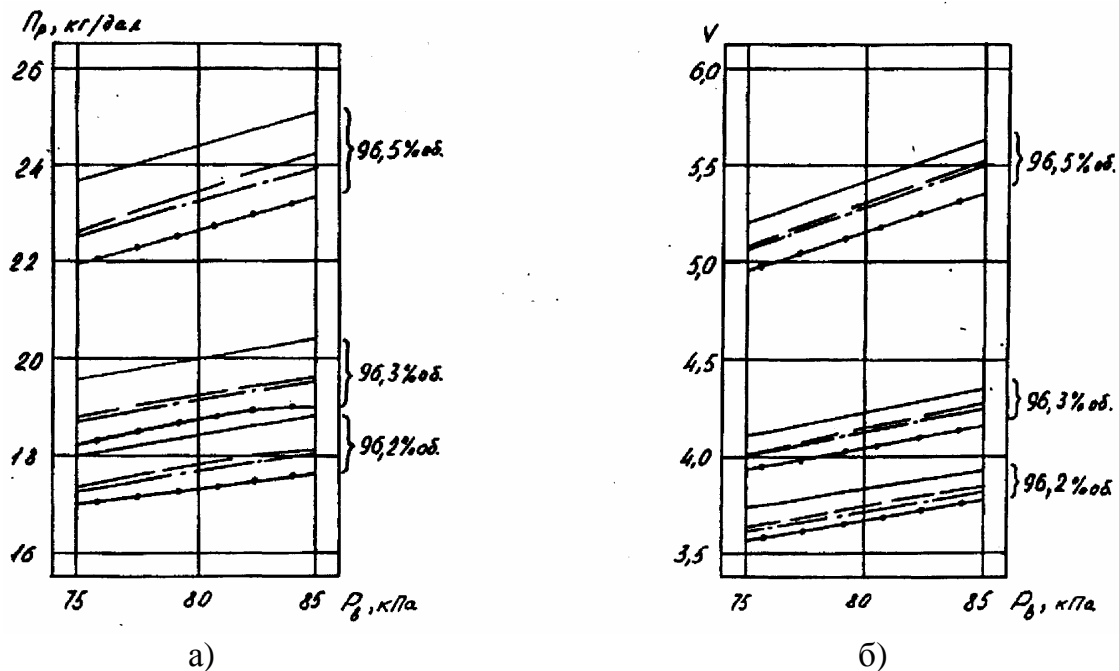 Пр, кг/дал
26
24
22
20
18
16
96,5%об.
96,3%об.
96,2%об.
75 80 85 Рв, кПа
а)
V
6,0
5,5
5,0
4,5
4,0
3,5
96,5%об.
96,3%об.
96,2%об.
75 80 85 Рв, кПа
б)